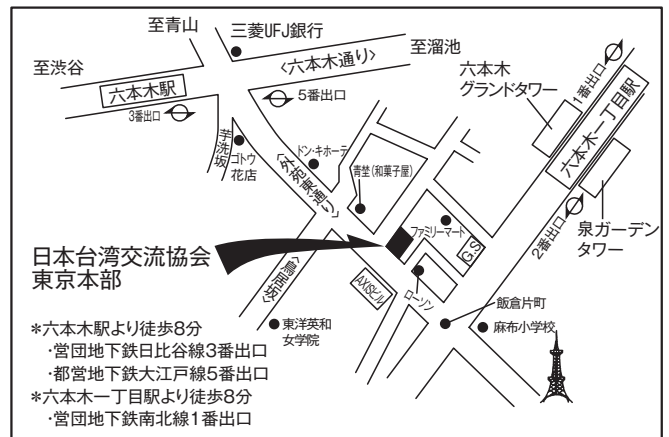 至青山
三菱UFJ銀行
至渋谷
〈六本木通り〉
至溜池
六本木駅
3番出口
5番出口
六本木
グランドタワー
1番出口
六本木一丁目駅
2番出口
泉ガーデン
タワー
芋洗坂
ゴトウ
花店
ドン・キホーテ
〈外苑東通り〉
青埜(和菓子屋)
ファミリーマート
G.S
日本台湾交流協会
東京本部
〈鳥居坂〉
AXISビル
ローソン
飯倉片町
麻布小学校
東洋英和
女学院
*六本木駅より徒歩8分
・営団地下鉄日比谷線3番出口
・都営地下鉄大江戸線5番出口
*六本木一丁目駅より徒歩8分
・営団地下鉄南北線1番出口